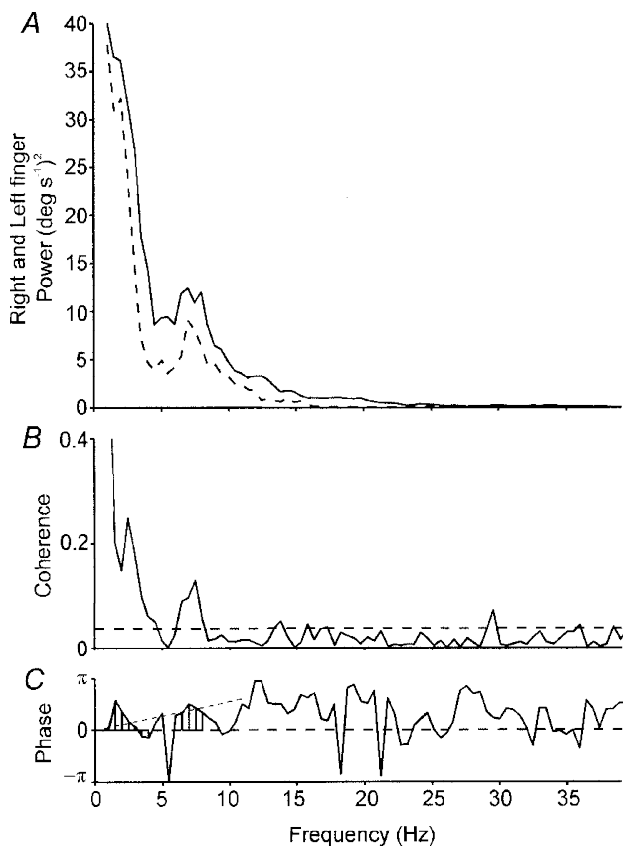 A
Right and Left finger
Power (deg s⁻¹)²
40
35
30
25
20
15
10
5
0
B
Coherence
0.4
0.2
0
C
Phase
π
0
−π
0 5 10 15 20 25 30 35
Frequency (Hz)